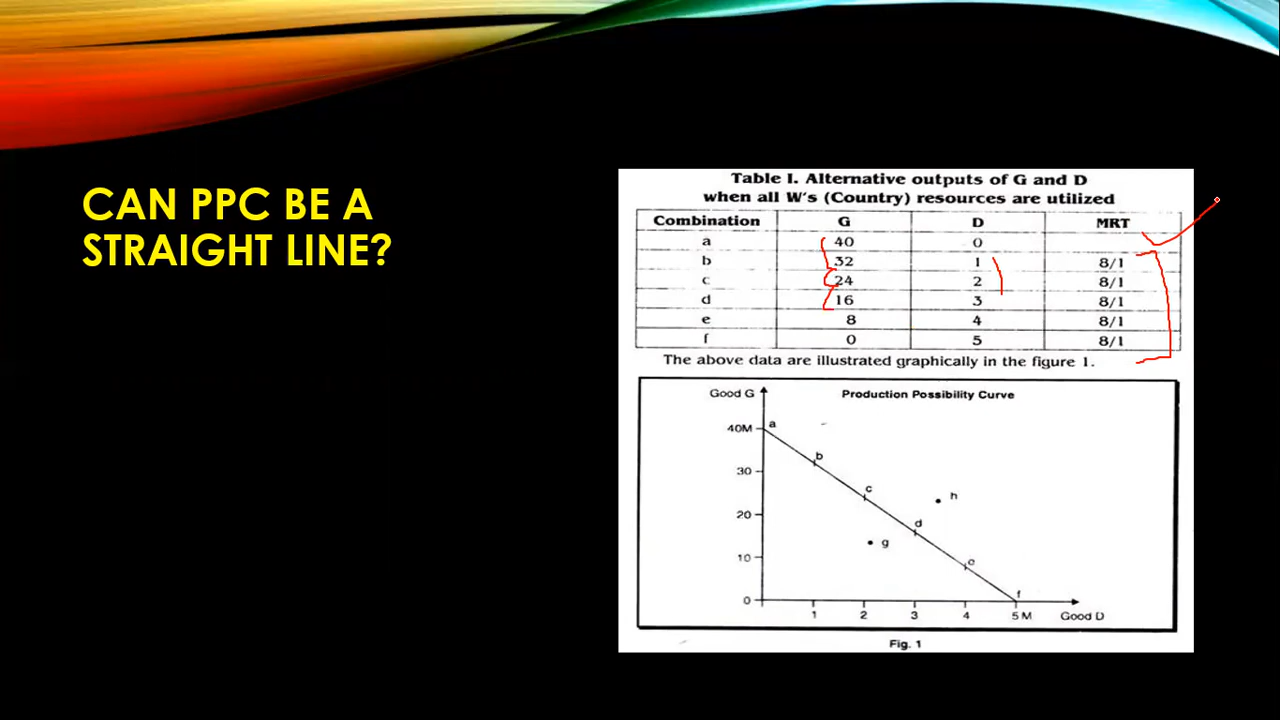 CAN PPC BE A
STRAIGHT LINE?
Table I. Alternative outputs of G and D
when all W's (Country) resources are utilized
Combination G D MRT
a 40 0
b 32 1 8/1
c 24 2 8/1
d 16 3 8/1
e 8 4 8/1
f 0 5 8/1
The above data are illustrated graphically in the figure 1.
Good G Production Possibility Curve
40M a
b
30 c h
20 d
g
10 e
0 f
1 2 3 4 5 M Good D
Fig. 1